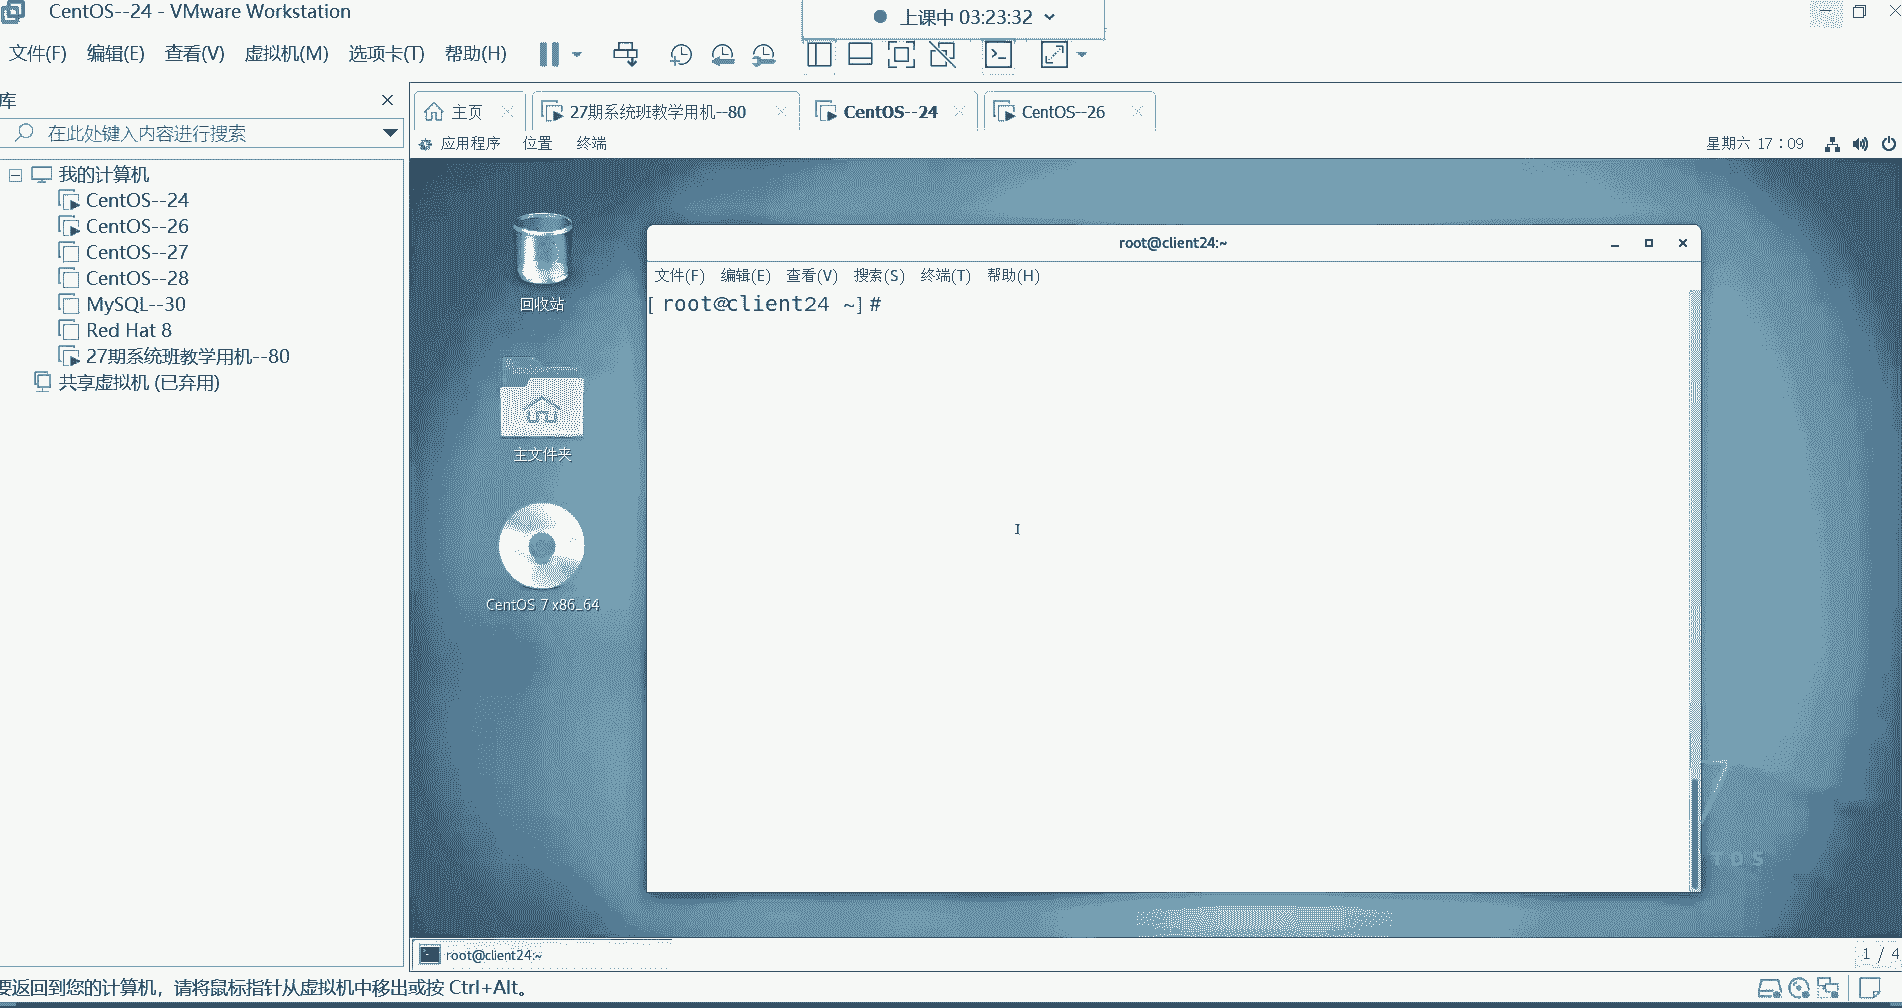 CentOS--24 - VMware Workstation
上课中 03:23:32
文件(F) 编辑(E) 查看(V) 虚拟机(M) 选项卡(T) 帮助(H)
库
在此处键入内容进行搜索
我的计算机
CentOS--24
CentOS--26
CentOS--27
CentOS--28
MySQL--30
Red Hat 8
27期系统班教学用机--80
共享虚拟机 (已弃用)
主页 27期系统班教学用机--80 CentOS--24 CentOS--26
应用程序 位置 终端 星期六 17：09
回收站
主文件夹
CentOS 7 x86_64
root@client24:~
文件(F) 编辑(E) 查看(V) 搜索(S) 终端(T) 帮助(H)
[root@client24 ~]#
7
TOS
root@client24:~
1 / 4
要返回到您的计算机，请将鼠标指针从虚拟机中移出或按 Ctrl+Alt。